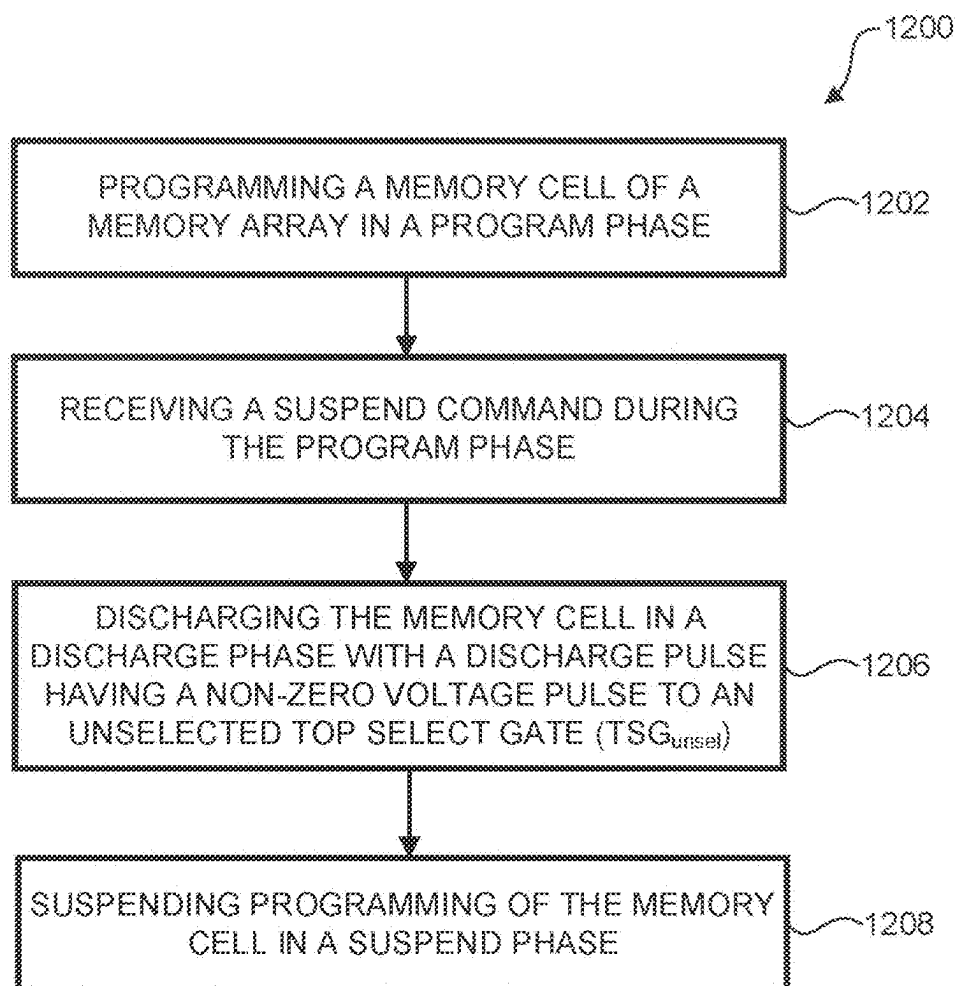 1200
PROGRAMMING A MEMORY CELL OF A
MEMORY ARRAY IN A PROGRAM PHASE
1202
RECEIVING A SUSPEND COMMAND DURING
THE PROGRAM PHASE
1204
DISCHARGING THE MEMORY CELL IN A
DISCHARGE PHASE WITH A DISCHARGE PULSE
HAVING A NON-ZERO VOLTAGE PULSE TO AN
UNSELECTED TOP SELECT GATE (TSGunsel)
1206
SUSPENDING PROGRAMMING OF THE MEMORY
CELL IN A SUSPEND PHASE
1208